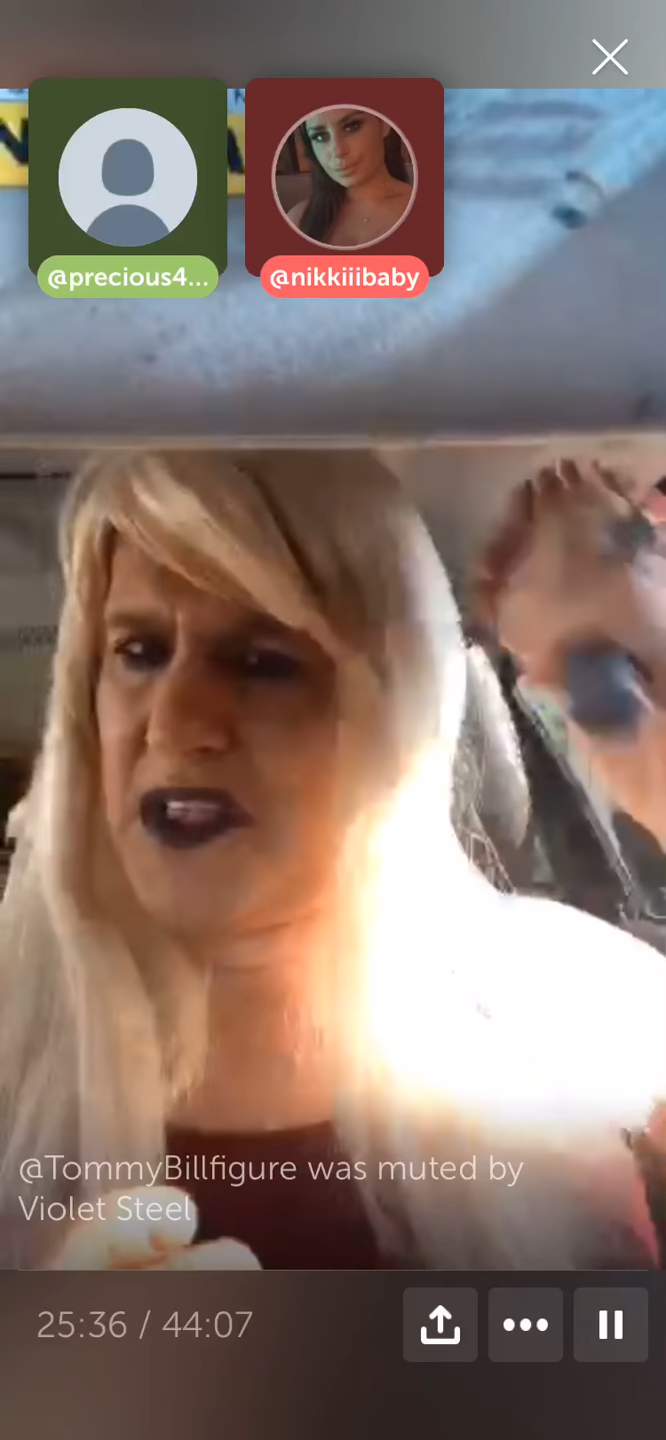 @precious4...
@nikkiiibaby
@TommyBillfigure was muted by
Violet Steel
25:36 / 44:07